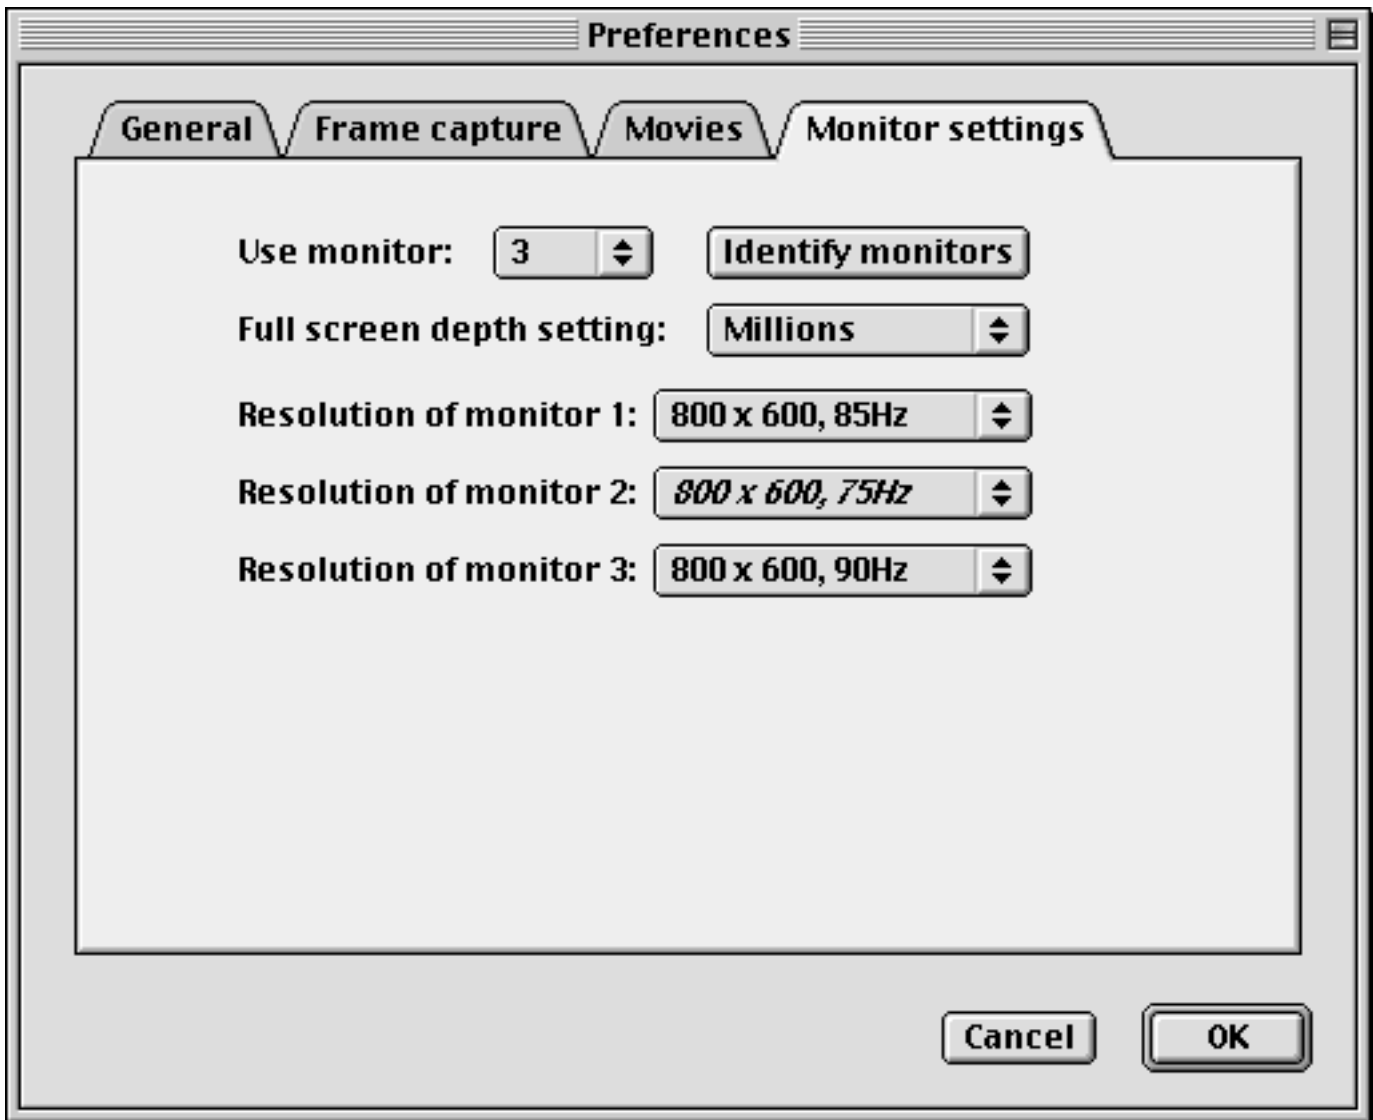 Preferences
General Frame capture Movies Monitor settings
Use monitor: 3 Identify monitors
Full screen depth setting: Millions
Resolution of monitor 1: 800 x 600, 85Hz
Resolution of monitor 2: 800 x 600, 75Hz
Resolution of monitor 3: 800 x 600, 90Hz
Cancel OK